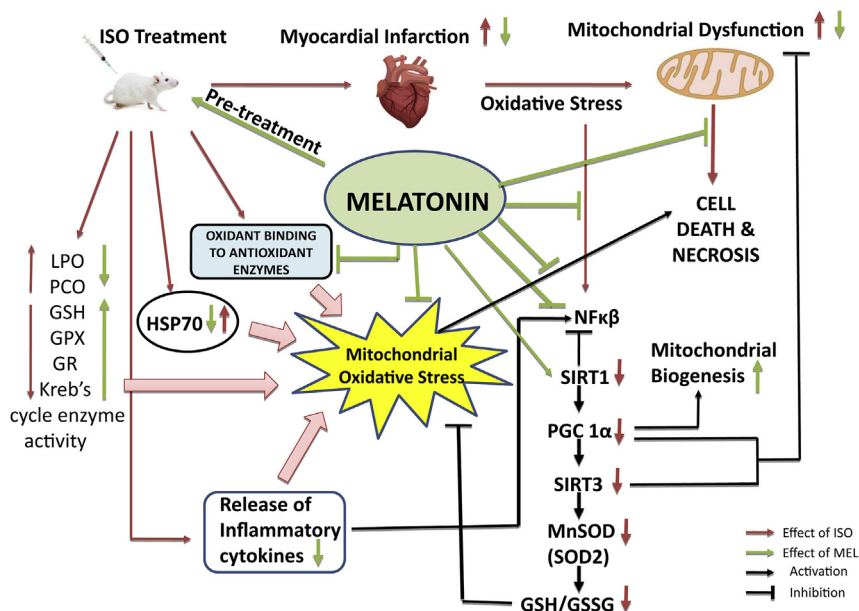 ISO Treatment
Myocardial Infarction
Mitochondrial Dysfunction
Pre-treatment
Oxidative Stress
MELATONIN
CELL
DEATH &
NECROSIS
OXIDANT BINDING
TO ANTIOXIDANT
ENZYMES
LPO
PCO
GSH
GPX
GR
Kreb's
cycle enzyme
activity
HSP70
NFκβ
Mitochondrial
Oxidative Stress
Mitochondrial
Biogenesis
SIRT1
PGC 1α
SIRT3
Release of
Inflammatory
cytokines
MnSOD
(SOD2)
GSH/GSSG
Effect of ISO
Effect of MEL
Activation
Inhibition